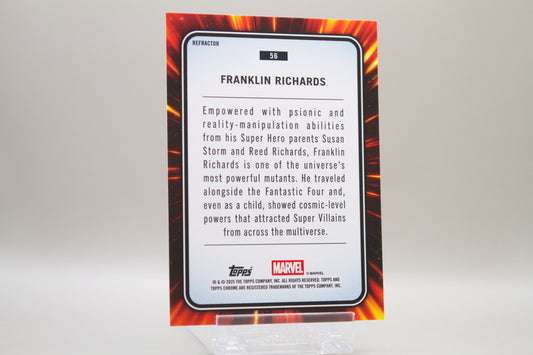 REFRACTOR
56
FRANKLIN RICHARDS
Empowered with psionic and
reality-manipulation abilities
from his Super Hero parents Susan
Storm and Reed Richards, Franklin
Richards is one of the universe's
most powerful mutants. He traveled
alongside the Fantastic Four and,
even as a child, showed cosmic-level
powers that attracted Super Villains
from across the multiverse.
Topps MARVEL © MARVEL
® & © 2025 THE TOPPS COMPANY, INC. ALL RIGHTS RESERVED. TOPPS AND
TOPPS CHROME ARE REGISTERED TRADEMARKS OF THE TOPPS COMPANY, INC.